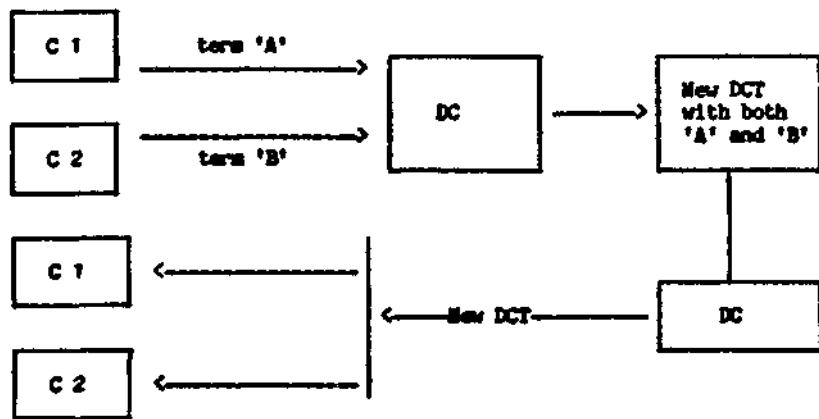 C 1
term 'A'
DC
New DCT
with both
'A' and 'B'
C 2
term 'B'
C 1
New DCT
DC
C 2